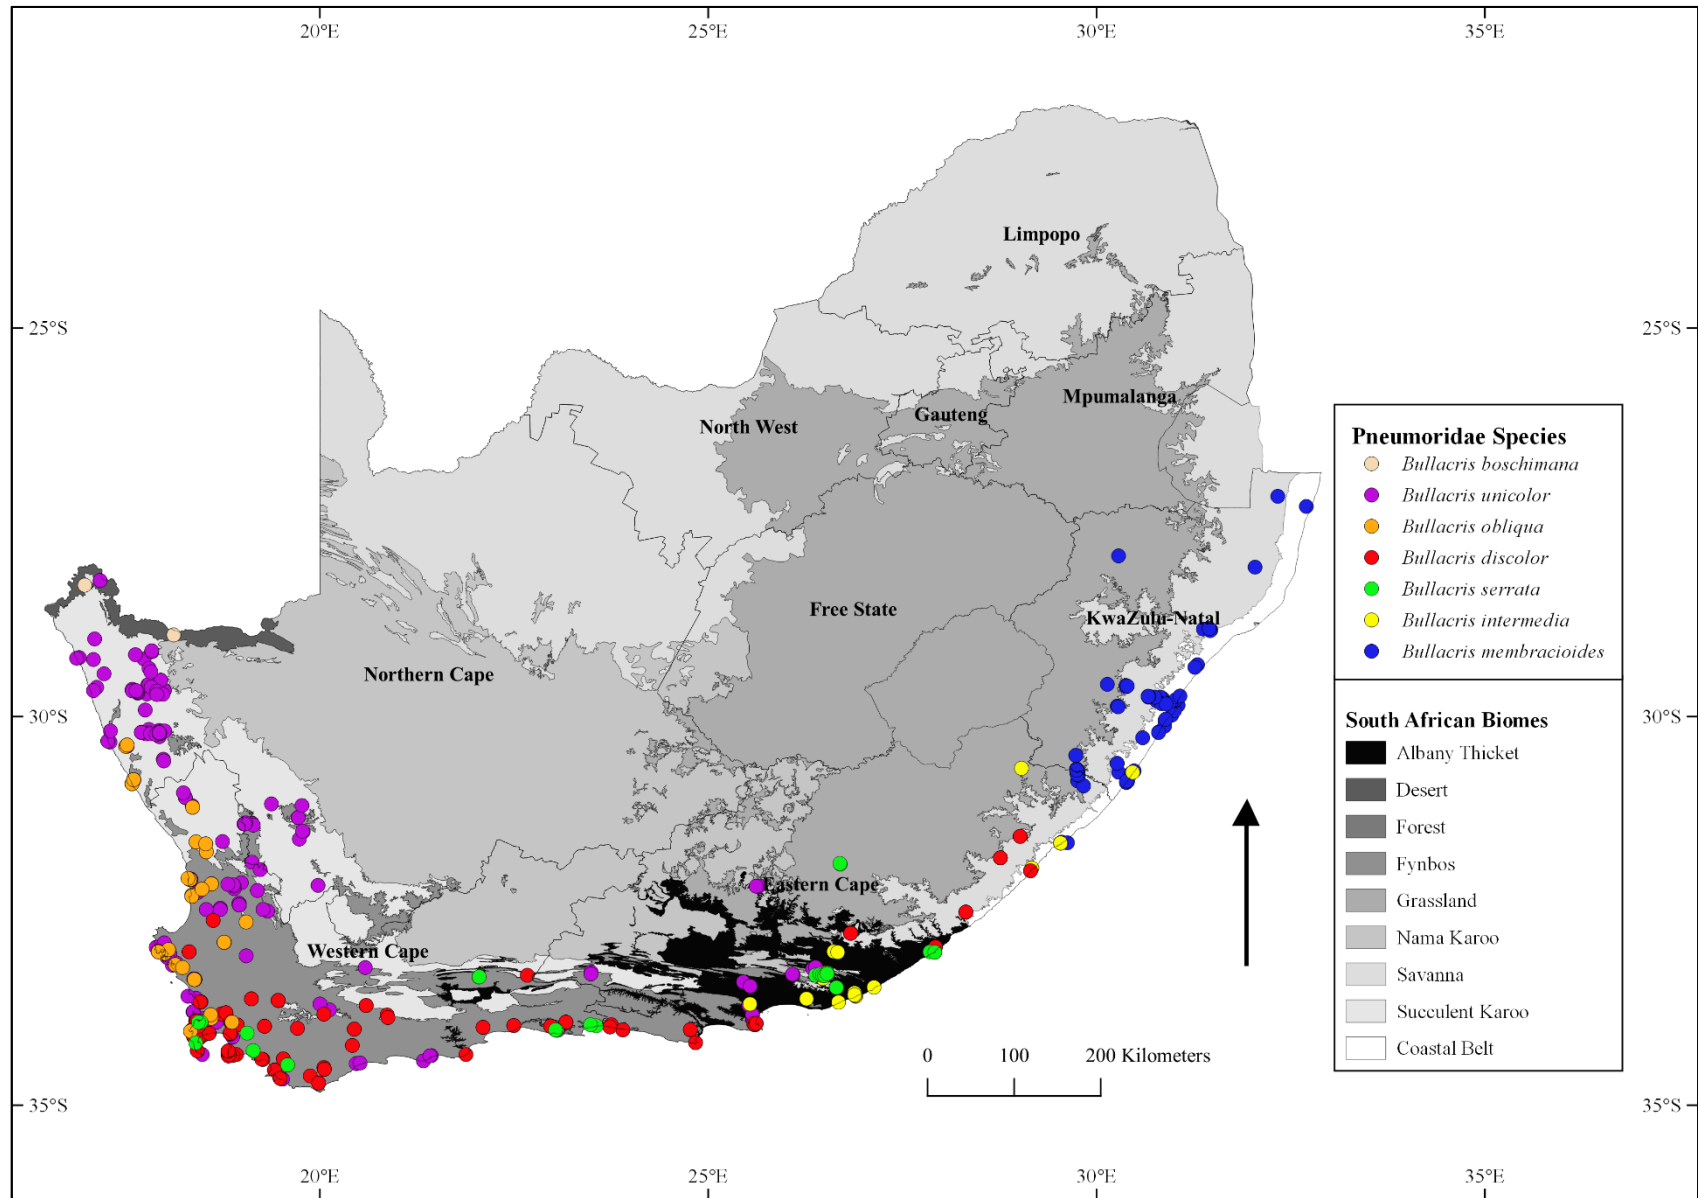 20°E
25°E
30°E
35°E
Limpopo
25°S
25°S
Mpumalanga
Gauteng
North West
Pneumoridae Species
Bullacris boschimana
Bullacris unicolor
Bullacris obliqua
Bullacris discolor
Bullacris serrata
Bullacris intermedia
Bullacris membracioides
Free State
KwaZulu-Natal
Northern Cape
30°S
30°S
South African Biomes
Albany Thicket
Desert
Forest
Fynbos
Grassland
Nama Karoo
Savanna
Succulent Karoo
Coastal Belt
Eastern Cape
Western Cape
0 100 200 Kilometers
35°S
35°S
20°E
25°E
30°E
35°E